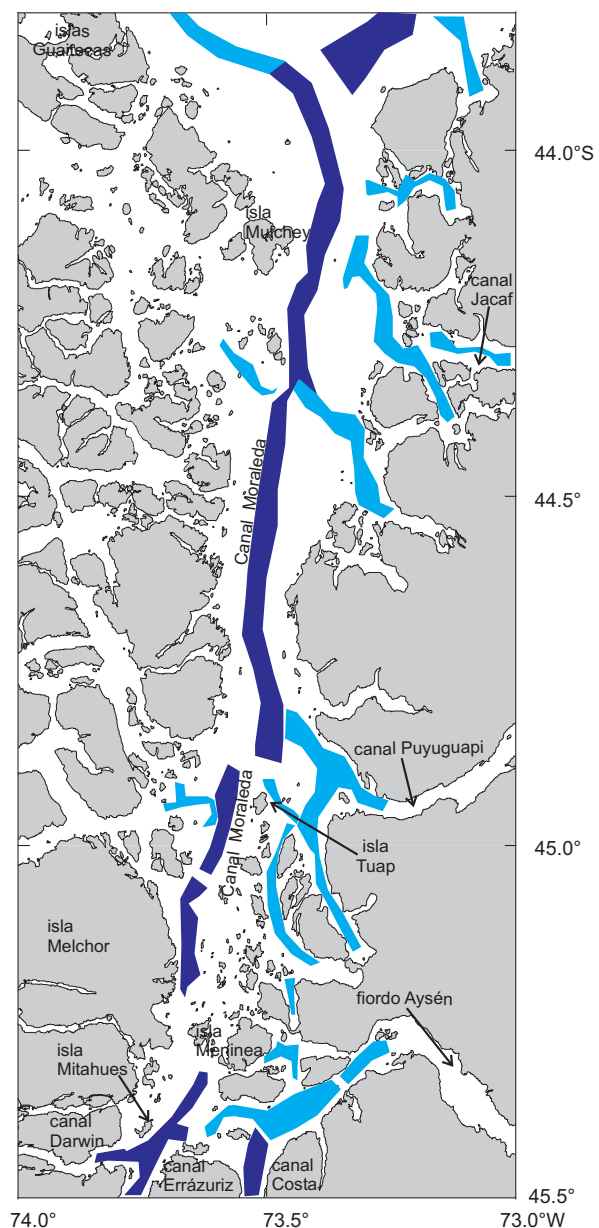 islas
Guaitecas
44.0°S
isla
Mulchey
canal
Jacaf
Canal Moraleda
44.5°
canal Puyuguapi
Canal Moraleda
45.0°
isla
Tuap
isla
Melchor
fiordo Aysén
isla
Meninea
isla
Mitahues
canal
Darwin
canal
Errázuriz
canal
Costa
45.5°
74.0°
73.5°
73.0°W